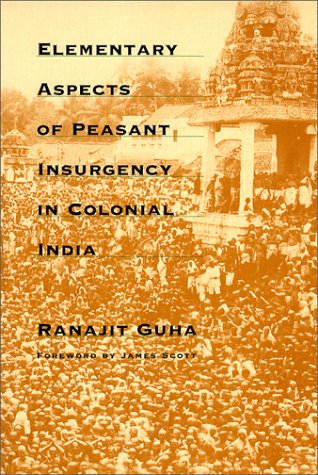 Elementary
Aspects
of Peasant
Insurgency
in Colonial
India
Ranajit Guha
Foreword by James Scott